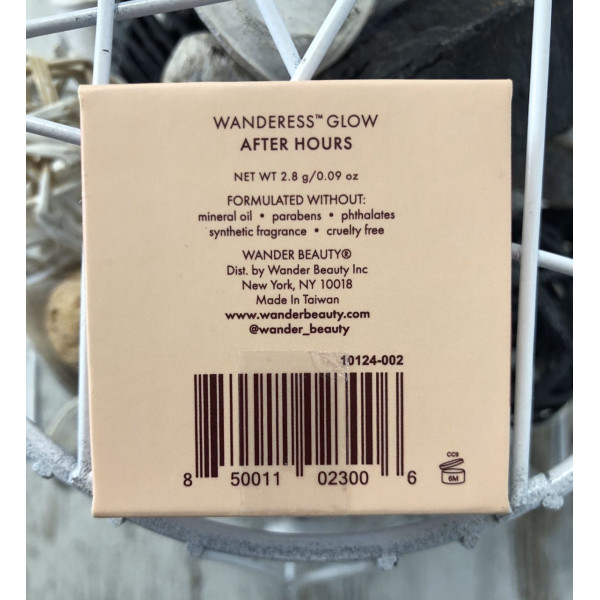 WANDERESS™ GLOW
AFTER HOURS
NET WT 2.8 g/0.09 oz
FORMULATED WITHOUT:
mineral oil • parabens • phthalates
synthetic fragrance • cruelty free
WANDER BEAUTY®
Dist. by Wander Beauty Inc
New York, NY 10018
Made In Taiwan
www.wanderbeauty.com
@wander_beauty
10124-002
8 50011 02300 6
CC9
6M